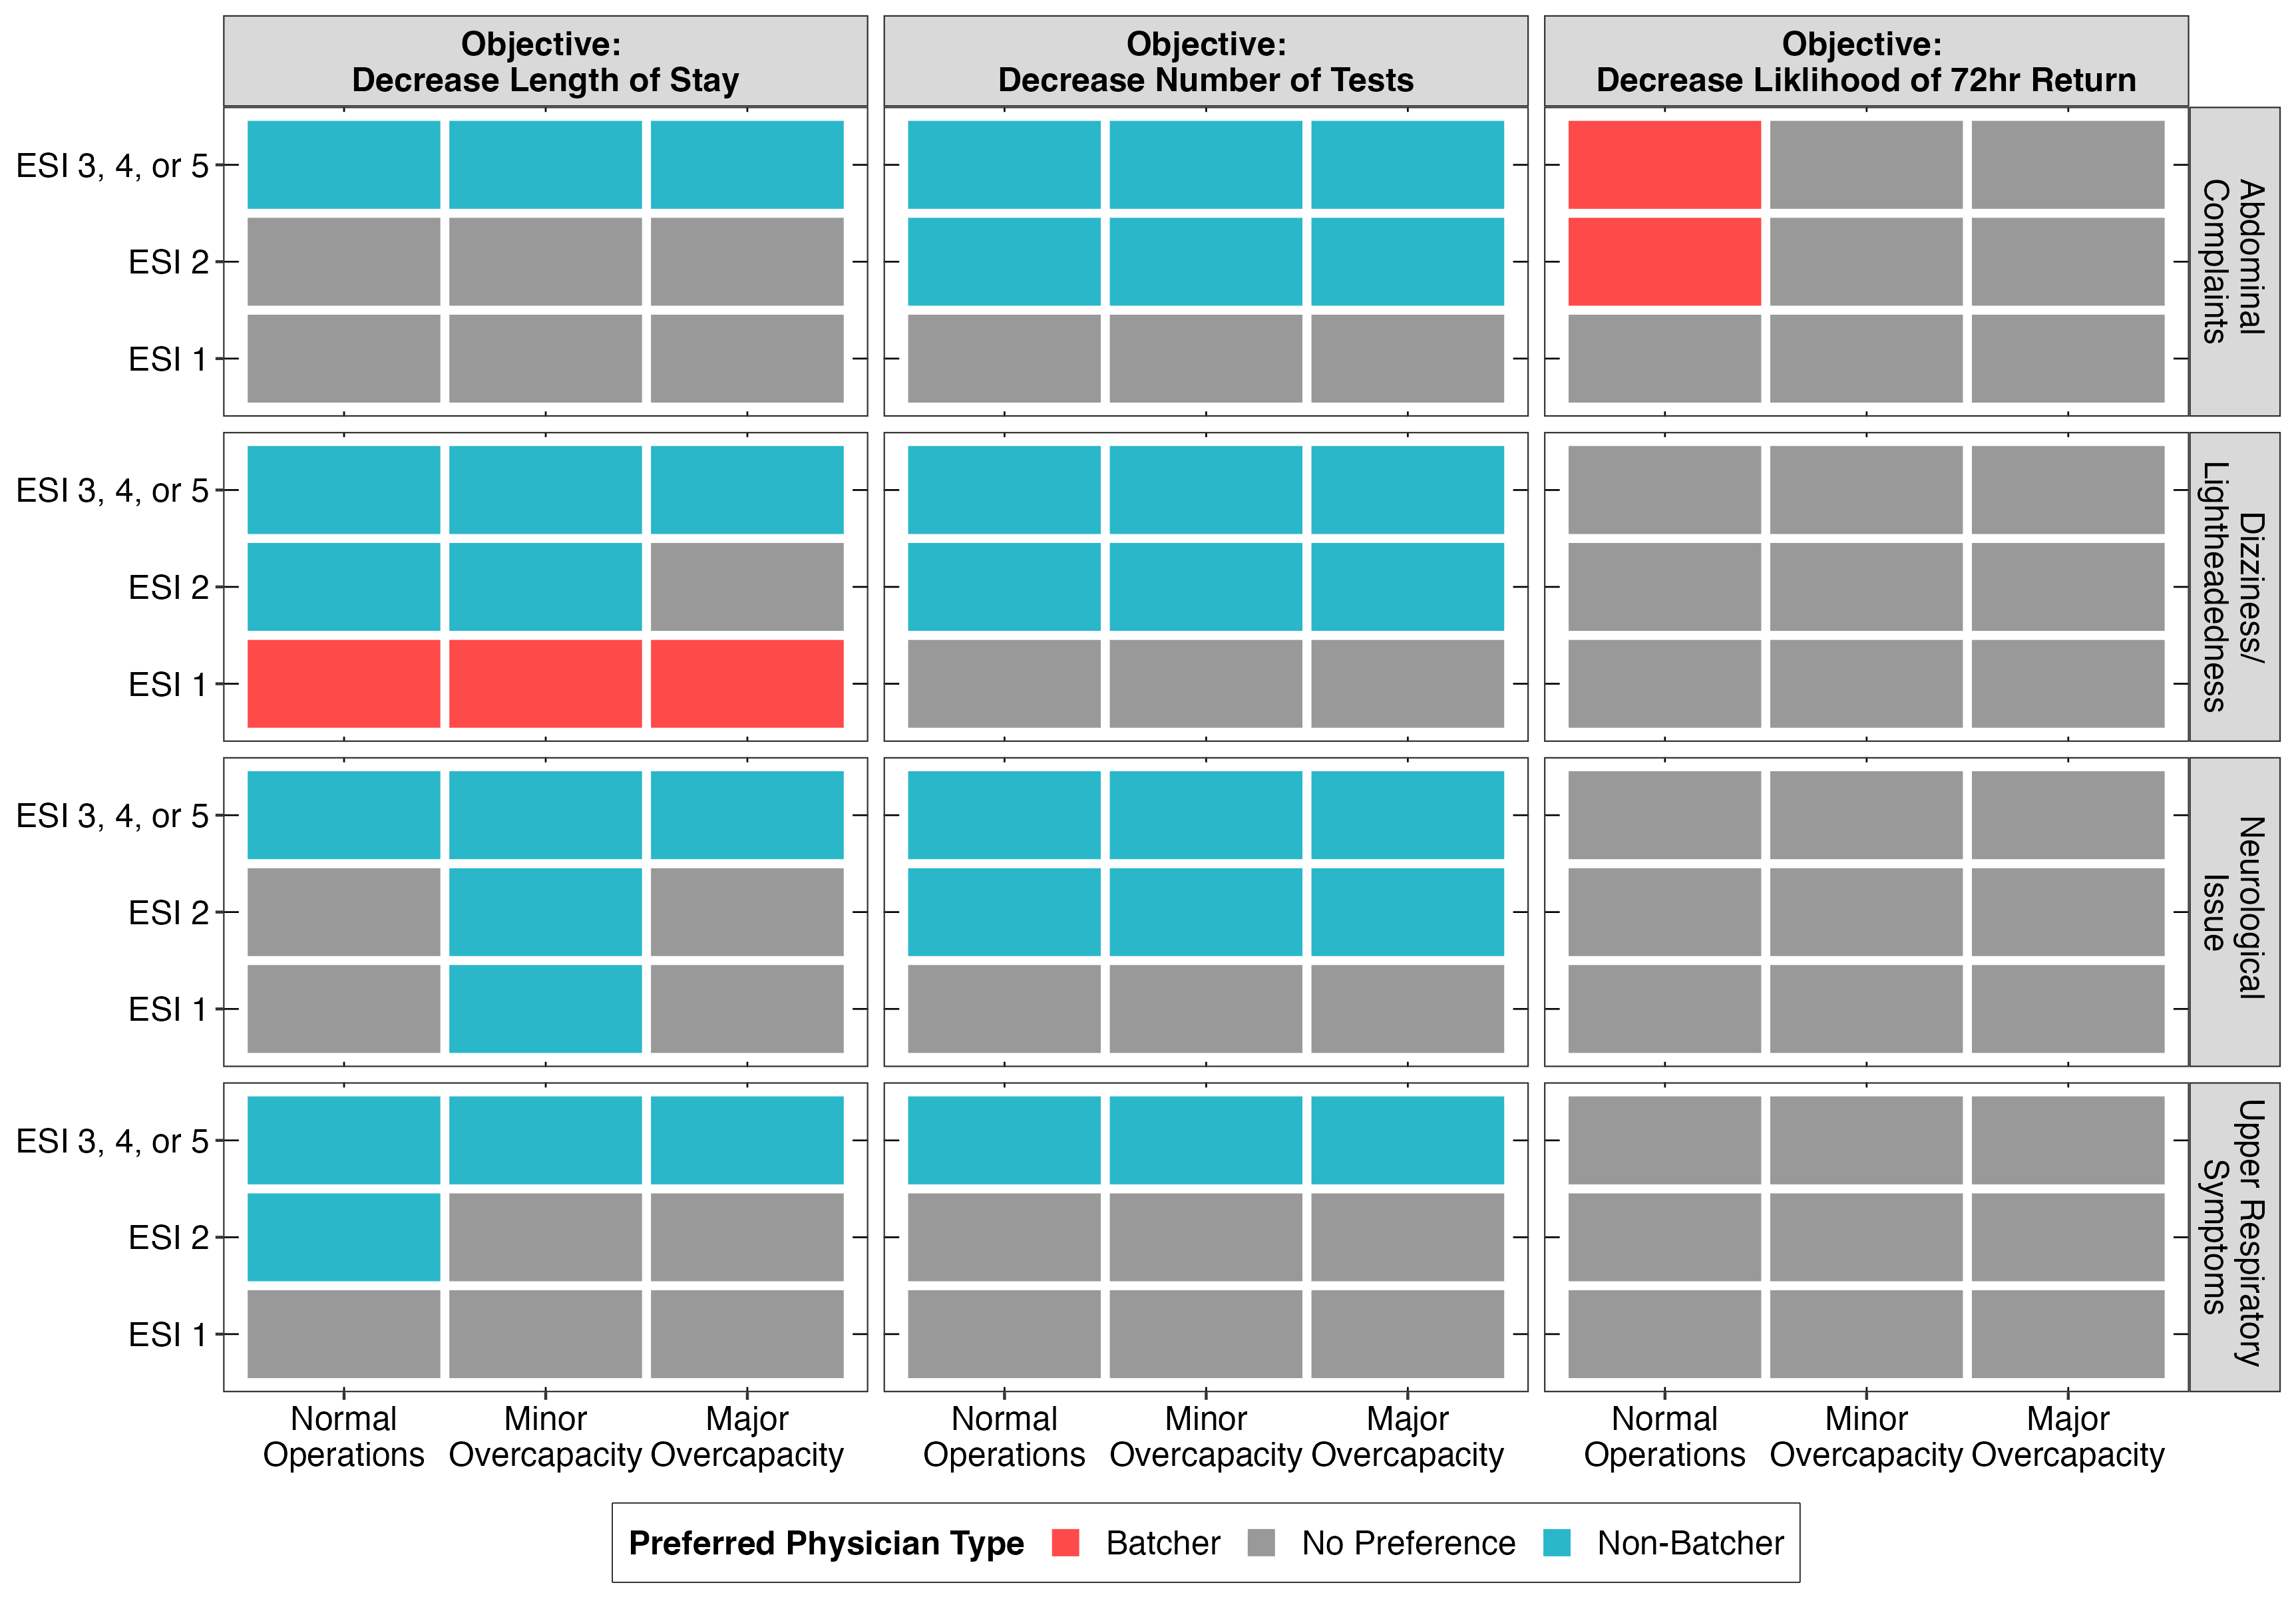 Objective:
Decrease Length of Stay
Objective:
Decrease Number of Tests
Objective:
Decrease Liklihood of 72hr Return
ESI 3, 4, or 5
ESI 2
ESI 1
Abdominal
Complaints
ESI 3, 4, or 5
ESI 2
ESI 1
Dizziness/
Lightheadedness
ESI 3, 4, or 5
ESI 2
ESI 1
Neurological
Issue
ESI 3, 4, or 5
ESI 2
ESI 1
Upper Respiratory
Symptoms
Normal
Operations
Minor
Overcapacity
Major
Overcapacity
Normal
Operations
Minor
Overcapacity
Major
Overcapacity
Normal
Operations
Minor
Overcapacity
Major
Overcapacity
Preferred Physician Type Batcher No Preference Non-Batcher